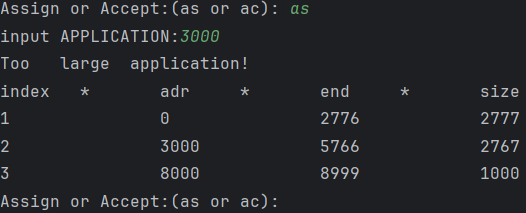 Assign or Accept:(as or ac): as
input APPLICATION:3000
Too large application!
index * adr * end * size
1 0 2776 2777
2 3000 5766 2767
3 8000 8999 1000
Assign or Accept:(as or ac):